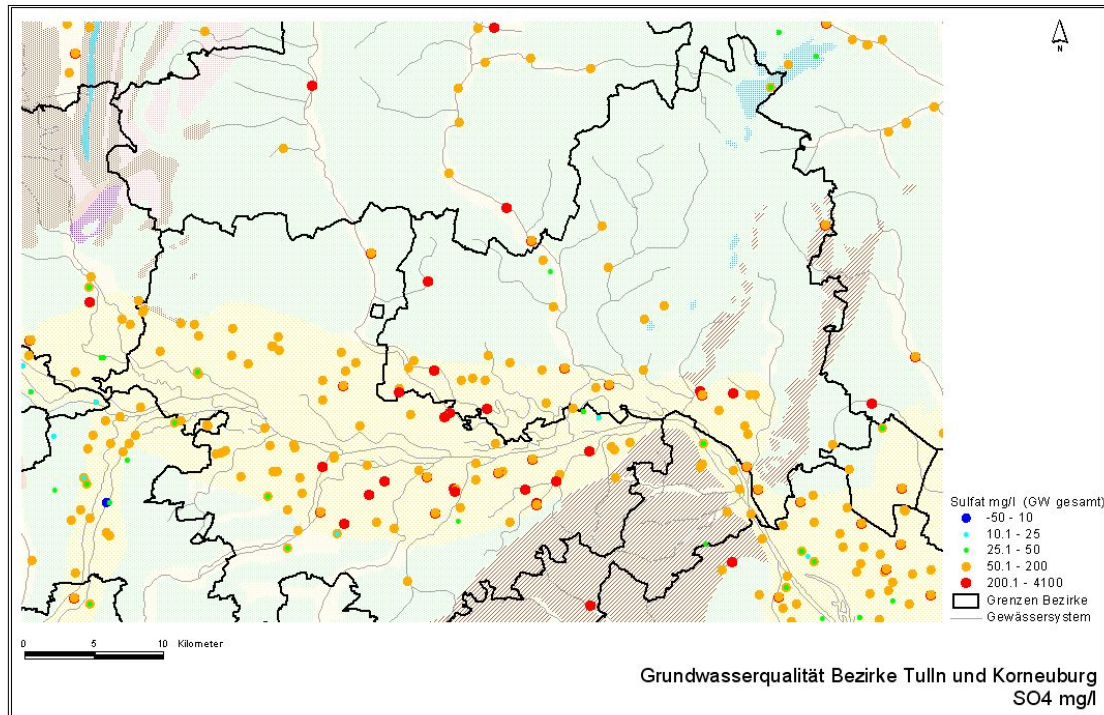 N
Sulfat mg/l (GW gesamt)
-50 - 10
10.1 - 25
25.1 - 50
50.1 - 200
200.1 - 4100
Grenzen Bezirke
Gewässersystem
0 5 10 Kilometer
Grundwasserqualität Bezirke Tulln und Korneuburg
SO4 mg/l